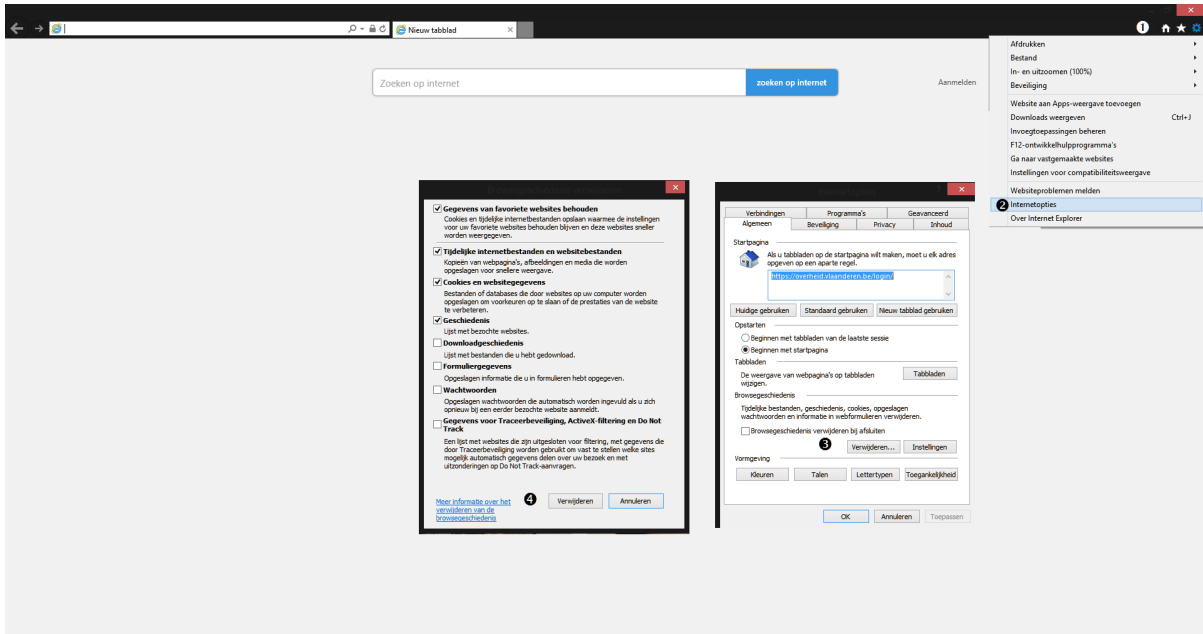 Nieuw tabblad
1
Zoeken op internet
zoeken op internet
Aanmelden
Afdrukken
Bestand
In- en uitzoomen (100%)
Beveiliging
Website aan Apps-weergave toevoegen
Downloads weergeven Ctrl+J
Invoegtoepassingen beheren
F12-ontwikkelhulpprogramma's
Ga naar vastgemaakte websites
Instellingen voor compatibiliteitsweergave
Websiteproblemen melden
2 Internetopties
Over Internet Explorer
Browsegeschiedenis verwijderen
Gegevens van favoriete websites behouden
Cookies en tijdelijke internetbestanden opslaan waarmee de instellingen
voor uw favoriete websites behouden blijven en deze websites sneller
worden weergegeven.
Tijdelijke internetbestanden en websitebestanden
Kopieën van webpagina's, afbeeldingen en media die worden
opgeslagen voor snellere weergave.
Cookies en websitegegevens
Bestanden of databases die door websites op uw computer worden
opgeslagen om voorkeuren op te slaan of de prestaties van de website
te verbeteren.
Geschiedenis
Lijst met bezochte websites.
Downloadgeschiedenis
Lijst met bestanden die u hebt gedownload.
Formuliergegevens
Opgeslagen informatie die u in formulieren hebt opgegeven.
Wachtwoorden
Opgeslagen wachtwoorden die automatisch worden ingevuld als u zich
opnieuw bij een eerder bezochte website aanmeldt.
Gegevens voor Traceerbeveiliging, ActiveX-filtering en Do Not
Track
Een lijst met websites die zijn uitgesloten voor filtering, met gegevens die
door Traceerbeveiliging worden gebruikt om vast te stellen welke sites
mogelijk automatisch gegevens delen over uw bezoek en met
uitzonderingen op Do Not Track-aanvragen.
Meer informatie over het
verwijderen van de
browsegeschiedenis
4 Verwijderen Annuleren
Internetopties
Verbindingen Programma's Geavanceerd
Algemeen Beveiliging Privacy Inhoud
Startpagina
Als u tabbladen op de startpagina wilt maken, moet u elk adres
opgeven op een aparte regel.
https://overheid.vlaanderen.be/login/
Huidige gebruiken Standaard gebruiken Nieuw tabblad gebruiken
Opstarten
Beginnen met tabbladen van de laatste sessie
Beginnen met startpagina
Tabbladen
De weergave van webpagina's op tabbladen
wijzigen.
Tabbladen
Browsegeschiedenis
Tijdelijke bestanden, geschiedenis, cookies, opgeslagen
wachtwoorden en informatie in webformulieren verwijderen.
Browsegeschiedenis verwijderen bij afsluiten
3 Verwijderen... Instellingen
Vormgeving
Kleuren Talen Lettertypen Toegankelijkheid
OK Annuleren Toepassen